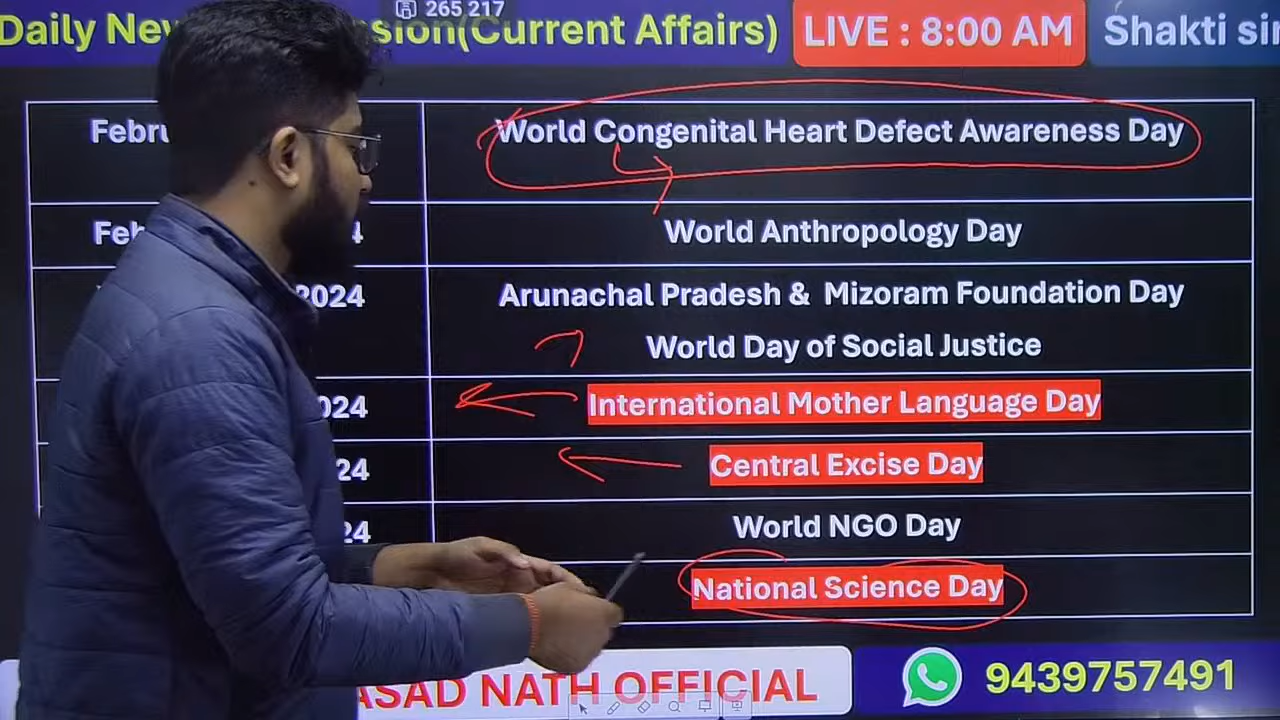 265 217
Daily New sion(Current Affairs) LIVE : 8:00 AM Shakti sin
Febru World Congenital Heart Defect Awareness Day
Feb 4 World Anthropology Day
2024 Arunachal Pradesh & Mizoram Foundation Day
World Day of Social Justice
024 International Mother Language Day
24 Central Excise Day
24 World NGO Day
National Science Day
ASAD NATH OFFICIAL 9439757491